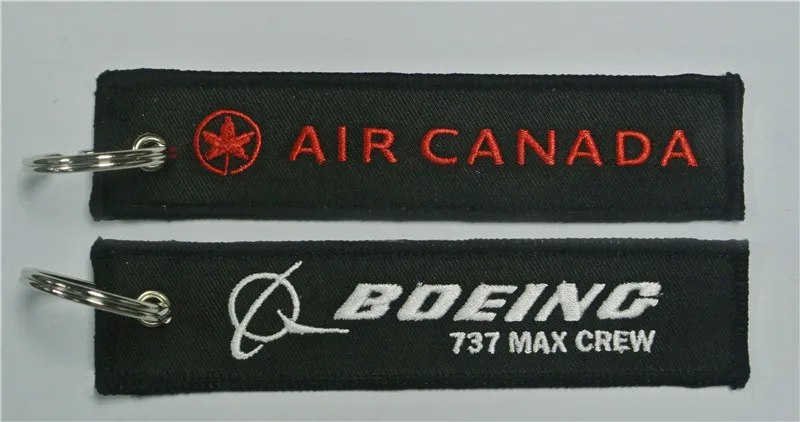 AIR CANADA
BOEING
737 MAX CREW